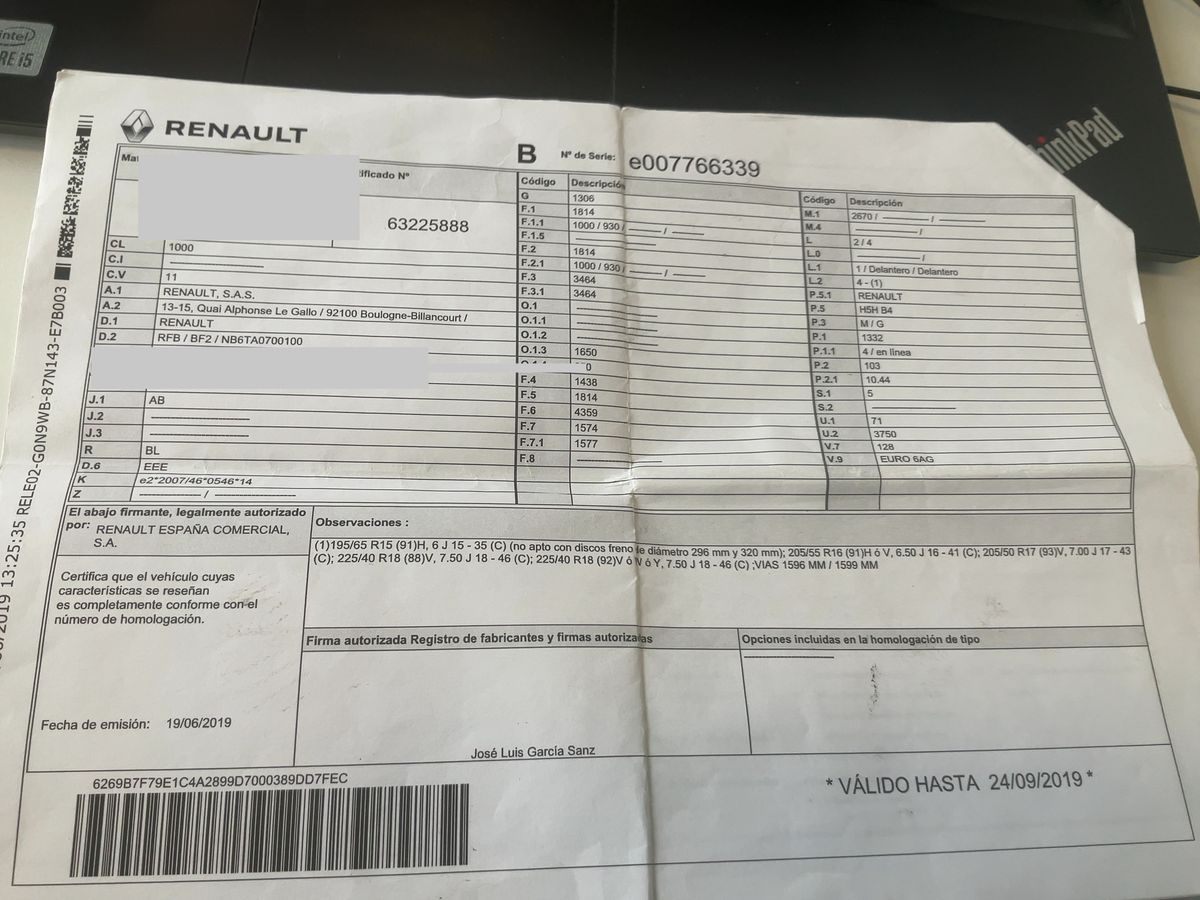 intel
RE i5
ThinkPad
RENAULT
B Nº de Serie: e007766339
63225888
CL 1000
C.I ----------
C.V 11
A.1 RENAULT, S.A.S.
A.2 13-15, Quai Alphonse Le Gallo / 92100 Boulogne-Billancourt /
D.1 RENAULT
D.2 RFB / BF2 / NB6TA0700100
J.1 AB
J.2 ----------
J.3 ----------
R BL
D.6 EEE
K e2*2007/46*0546*14
Z ---------- / ----------
Código Descripción
G 1306
F.1 1814
F.1.1 1000 / 930 / ------ / ------
F.1.5 ----------
F.2 1814
F.2.1 1000 / 930 / ------ / ------
F.3 3464
F.3.1 3464
O.1 ----------
O.1.1 ----------
O.1.2 ----------
O.1.3 1650
F.4 1438
F.5 1814
F.6 4359
F.7 1574
F.7.1 1577
F.8 ----------
Código Descripción
M.1 2670 / ------ / ------
M.4 ---------- /
L 2 / 4
L.0 ---------- /
L.1 1 / Delantero / Delantero
L.2 4 - (1)
P.5.1 RENAULT
P.5 H5H B4
P.3 M / G
P.1 1332
P.1.1 4 / en línea
P.2 103
P.2.1 10.44
S.1 5
S.2 ----------
U.1 71
U.2 3750
V.7 128
V.9 EURO 6AG
El abajo firmante, legalmente autorizado
por: RENAULT ESPAÑA COMERCIAL,
S.A.
Certifica que el vehículo cuyas
características se reseñan
es completamente conforme con el
número de homologación.
Fecha de emisión: 19/06/2019
Observaciones :
(1)195/65 R15 (91)H, 6 J 15 - 35 (C) (no apto con discos freno de diámetro 296 mm y 320 mm); 205/55 R16 (91)H ó V, 6.50 J 16 - 41 (C); 205/50 R17 (93)V, 7.00 J 17 - 43
(C); 225/40 R18 (88)V, 7.50 J 18 - 46 (C); 225/40 R18 (92)V ó W ó Y, 7.50 J 18 - 46 (C) ;VIAS 1596 MM / 1599 MM
Firma autorizada Registro de fabricantes y firmas autorizadas
José Luis García Sanz
Opciones incluidas en la homologación de tipo
----------
6269B7F79E1C4A2899D7000389DD7FEC
* VÁLIDO HASTA 24/09/2019 *
2019 13:25:35 RELE02-G0N9WB-87N143-E7B003